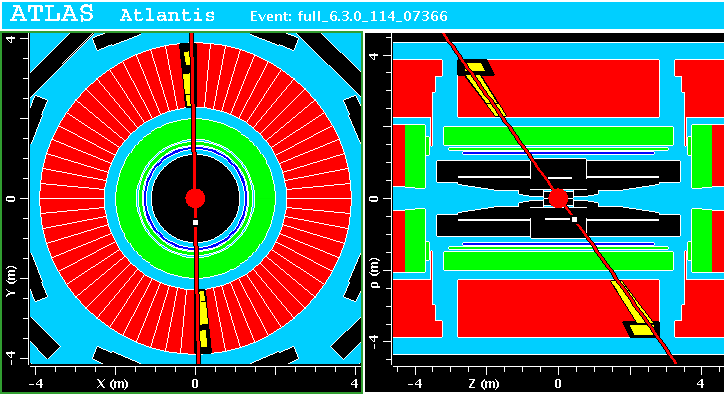 ATLAS Atlantis Event: full_6.3.0_114_07366
4
0
-4
Y (m)
-4 X (m) 0 4
4
0
-4
ρ (m)
-4 Z (m) 0 4